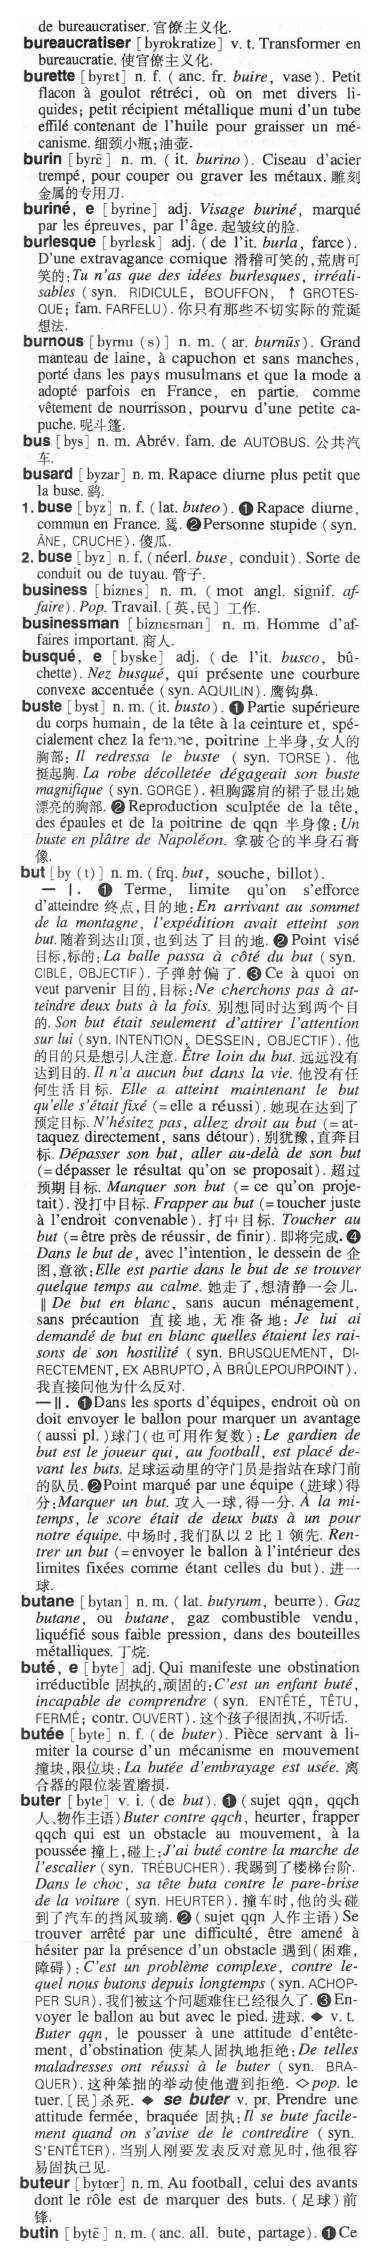 de bureaucratiser. 官僚主义化.
bureaucratiser [byrokratize] v. t. Transformer en
bureaucratie. 使官僚主义化.
burette [byrɛt] n. f. (anc. fr. buire, vase). Petit
flacon à goulot rétréci, où on met divers li-
quides; petit récipient métallique muni d'un tube
effilé contenant de l'huile pour graisser un mé-
canisme. 细颈小瓶;油壶.
burin [byrɛ̃] n. m. (it. burino). Ciseau d'acier
trempé, pour couper ou graver les métaux. 雕刻
金属的专用刀.
buriné, e [byrine] adj. Visage buriné, marqué
par les épreuves, par l'âge. 起皱纹的脸.
burlesque [byrlɛsk] adj. (de l'it. burla, farce).
D'une extravagance comique 滑稽可笑的,荒唐可
笑的:Tu n'as que des idées burlesques, irréali-
sables (syn. RIDICULE, BOUFFON, ↑ GROTES-
QUE; fam. FARFELU). 你只有那些不切实际的荒诞
想法.
burnous [byrnu (s)] n. m. (ar. burnūs). Grand
manteau de laine, à capuchon et sans manches,
porté dans les pays musulmans et que la mode a
adopté parfois en France, en partie. comme
vêtement de nourrisson, pourvu d'une petite ca-
puche. 呢斗篷.
bus [bys] n. m. Abrév. fam. de AUTOBUS. 公共汽
车.
busard [byzar] n. m. Rapace diurne plus petit que
la buse. 鹞.
1. buse [byz] n. f. (lat. buteo). ❶ Rapace diurne,
commun en France. 鵟. ❷ Personne stupide (syn.
ÂNE, CRUCHE). 傻瓜.
2. buse [byz] n. f. (néerl. buse, conduit). Sorte de
conduit ou de tuyau. 管子.
business [biznɛs] n. m. (mot angl. signif. af-
faire). Pop. Travail. [英,民] 工作.
businessman [biznɛsman] n. m. Homme d'af-
faires important. 商人.
busqué, e [byske] adj. (de l'it. busco, bû-
chette). Nez busqué, qui présente une courbure
convexe accentuée (syn. AQUILIN). 鹰钩鼻.
buste [byst] n. m. (it. busto). ❶ Partie supérieure
du corps humain, de la tête à la ceinture et, spé-
cialement chez la femme, poitrine 上半身,女人的
胸部: Il redressa le buste (syn. TORSE). 他
挺起胸. La robe décolletée dégageait son buste
magnifique (syn. GORGE). 袒胸露肩的裙子显出她
漂亮的胸部. ❷ Reproduction sculptée de la tête,
des épaules et de la poitrine de qqn 半身像:Un
buste en plâtre de Napoléon. 拿破仑的半身石膏
像.
but [by (t)] n. m. (frq. but, souche, billot).
— I. ❶ Terme, limite qu'on s'efforce
d'atteindre 终点,目的地:En arrivant au sommet
de la montagne, l'expédition avait etteint son
but. 随着到达山顶,也到达了目的地. ❷ Point visé
目标,标的: La balle passa à côté du but (syn.
CIBLE, OBJECTIF). 子弹射偏了. ❸ Ce à quoi on
veut parvenir 目的,目标:Ne cherchons pas à at-
teindre deux buts à la fois. 别想同时达到两个目
的. Son but était seulement d'attirer l'attention
sur lui (syn. INTENTION, DESSEIN, OBJECTIF). 他
的目的只是想引人注意. Être loin du but. 远远没有
达到目的. Il n'a aucun but dans la vie. 他没有任
何生活目标. Elle a atteint maintenant le but
qu'elle s'était fixé (= elle a réussi). 她现在达到了
预定目标. N'hésitez pas, allez droit au but (= at-
taquez directement, sans détour). 别犹豫,直奔目
标. Dépasser son but, aller au-delà de son but
(= dépasser le résultat qu'on se proposait). 超过
预期目标. Manquer son but (= ce qu'on proje-
tait). 没打中目标. Frapper au but (= toucher juste
à l'endroit convenable). 打中目标. Toucher au
but (= être près de réussir, de finir). 即将完成. ❹
Dans le but de, avec l'intention, le dessein de 企
图,意欲:Elle est partie dans le but de se trouver
quelque temps au calme. 她走了,想清静一会儿.
‖ De but en blanc, sans aucun ménagement,
sans précaution 直接地,无准备地: Je lui ai
demandé de but en blanc quelles étaient les rai-
sons de son hostilité (syn. BRUSQUEMENT, DI-
RECTEMENT, EX ABRUPTO, À BRÛLEPOURPOINT).
我直接问他为什么反对.
— II. ❶ Dans les sports d'équipes, endroit où on
doit envoyer le ballon pour marquer un avantage
(aussi pl.) 球门(也可用作复数): Le gardien de
but est le joueur qui, au football, est placé de-
vant les buts. 足球运动里的守门员是指站在球门前
的队员. ❷ Point marqué par une équipe (进球)得
分:Marquer un but. 攻入一球,得一分. À la mi-
temps, le score était de deux buts à un pour
notre équipe. 中场时,我们队以 2 比 1 领先. Ren-
trer un but (= envoyer le ballon à l'intérieur des
limites fixées comme étant celles du but). 进一
球.
butane [bytan] n. m. (lat. butyrum, beurre). Gaz
butane, ou butane, gaz combustible vendu,
liquéfié sous faible pression, dans des bouteilles
métalliques. 丁烷.
buté, e [byte] adj. Qui manifeste une obstination
irréductible 固执的,顽固的:C'est un enfant buté,
incapable de comprendre (syn. ENTÊTÉ, TÊTU,
FERMÉ; contr. OUVERT). 这个孩子很固执,不听话.
butée [byte] n. f. (de buter). Pièce servant à li-
miter la course d'un mécanisme en mouvement
撞块,限位块: La butée d'embrayage est usée. 离
合器的限位装置磨损.
buter [byte] v. i. (de but). ❶ (sujet qqn, qqch
人、物作主语) Buter contre qqch, heurter, frapper
qqch qui est un obstacle au mouvement, à la
poussée 撞上,碰上:J'ai buté contre la marche de
l'escalier (syn. TRÉBUCHER). 我踢到了楼梯台阶.
Dans le choc, sa tête buta contre le pare-brise
de la voiture (syn. HEURTER). 撞车时,他的头碰
到了汽车的挡风玻璃. ❷ (sujet qqn 人作主语) Se
trouver arrêté par une difficulté, être amené à
hésiter par la présence d'un obstacle 遇到(困难,
障碍): C'est un problème complexe, contre le-
quel nous butons depuis longtemps (syn. ACHOP-
PER SUR). 我们被这个问题难住已经很久了. ❸ En-
voyer le ballon au but avec le pied. 进球. ◆ v. t.
Buter qqn, le pousser à une attitude d'entête-
ment, d'obstination 使某人固执地拒绝: De telles
maladresses ont réussi à le buter (syn. BRA-
QUER). 这种笨拙的举动使他遭到拒绝. ◇ pop. le
tuer. [民] 杀死. ◆ se buter v. pr. Prendre une
attitude fermée, braquée 固执:Il se bute facile-
ment quand on s'avise de le contredire (syn.
S'ENTÊTER). 当别人刚要发表反对意见时,他很容
易固执己见.
buteur [bytœr] n. m. Au football, celui des avants
dont le rôle est de marquer des buts. (足球)前
锋.
butin [bytɛ̃] n. m. (anc. all. bute, partage). ❶ Ce